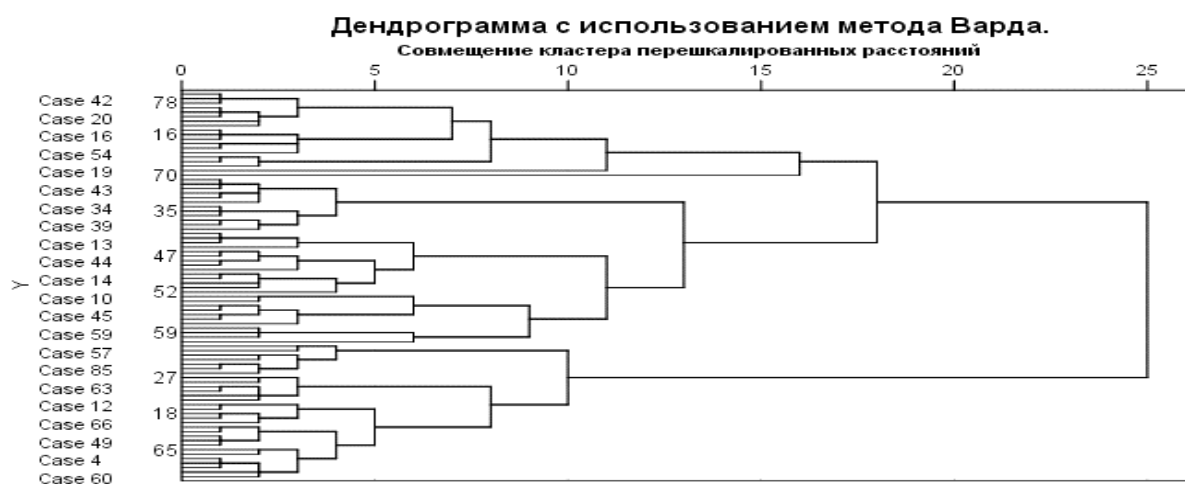 Дендрограмма с использованием метода Варда.
Совмещение кластера перешкалированных расстояний
0 5 10 15 20 25
Case 42 78
Case 20
Case 16 16
Case 54
Case 19 70
Case 43
Case 34 35
Case 39
Case 13
Case 44 47
Case 14
Case 10 52
Case 45
Case 59 59
Case 57
Case 85 27
Case 63
Case 12 18
Case 66
Case 49 65
Case 4
Case 60
Y